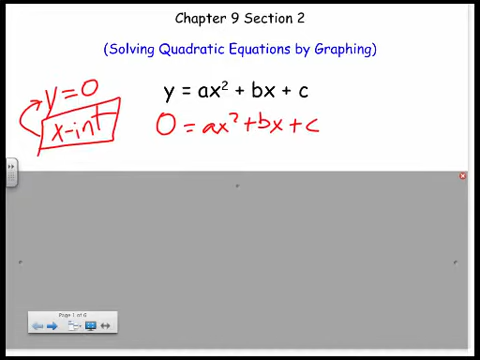 Chapter 9 Section 2
(Solving Quadratic Equations by Graphing)
y = 0
y = ax² + bx + c
x-int
0 = ax² + bx + c
Page 1 of 6